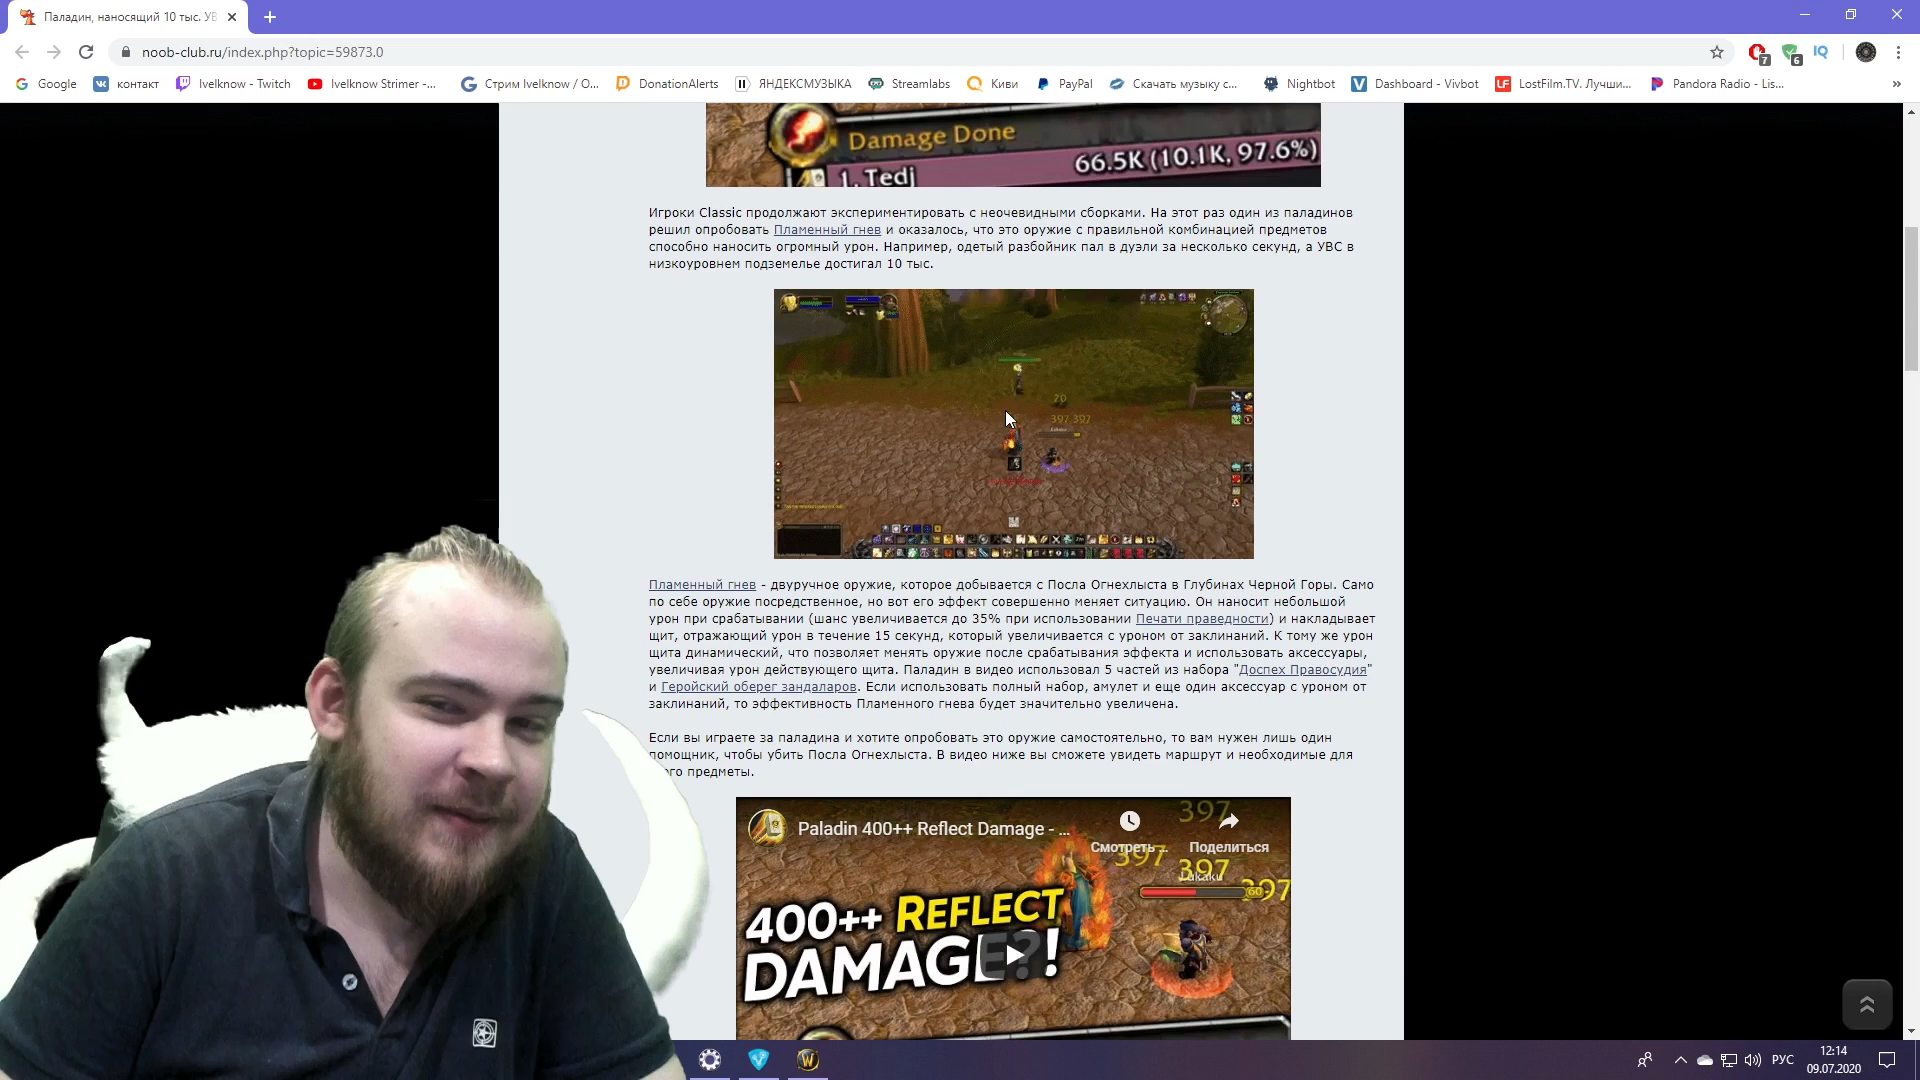 Паладин, наносящий 10 тыс. УВ
noob-club.ru/index.php?topic=59873.0
7
6
IQ
Google
контакт
Ivelknow - Twitch
Ivelknow Strimer -...
Стрим Ivelknow / О...
DonationAlerts
ЯНДЕКСМУЗЫКА
Streamlabs
Киви
PayPal
Скачать музыку с...
Nightbot
Dashboard - Vivbot
LostFilm.TV. Лучши...
Pandora Radio - Lis...
Damage Done
1. Tedj
66.5K (10.1K, 97.6%)
Игроки Classic продолжают экспериментировать с неочевидными сборками. На этот раз один из паладинов
решил опробовать Пламенный гнев и оказалось, что это оружие с правильной комбинацией предметов
способно наносить огромный урон. Например, одетый разбойник пал в дуэли за несколько секунд, а УВС в
низкоуровнем подземелье достигал 10 тыс.
20
397 397
Пламенный гнев - двуручное оружие, которое добывается с Посла Огнехлыста в Глубинах Черной Горы. Само
по себе оружие посредственное, но вот его эффект совершенно меняет ситуацию. Он наносит небольшой
урон при срабатывании (шанс увеличивается до 35% при использовании Печати праведности) и накладывает
щит, отражающий урон в течение 15 секунд, который увеличивается с уроном от заклинаний. К тому же урон
щита динамический, что позволяет менять оружие после срабатывания эффекта и использовать аксессуары,
увеличивая урон действующего щита. Паладин в видео использовал 5 частей из набора "Доспех Правосудия"
и Геройский оберег зандаларов. Если использовать полный набор, амулет и еще один аксессуар с уроном от
заклинаний, то эффективность Пламенного гнева будет значительно увеличена.
Если вы играете за паладина и хотите опробовать это оружие самостоятельно, то вам нужен лишь один
помощник, чтобы убить Посла Огнехлыста. В видео ниже вы сможете увидеть маршрут и необходимые для
предметы.
Paladin 400++ Reflect Damage - ...
Смотреть ...
Поделиться
397
397
397
397
Lukaku
60
400++ REFLECT
DAMAGE?!
РУС
12:14
09.07.2020